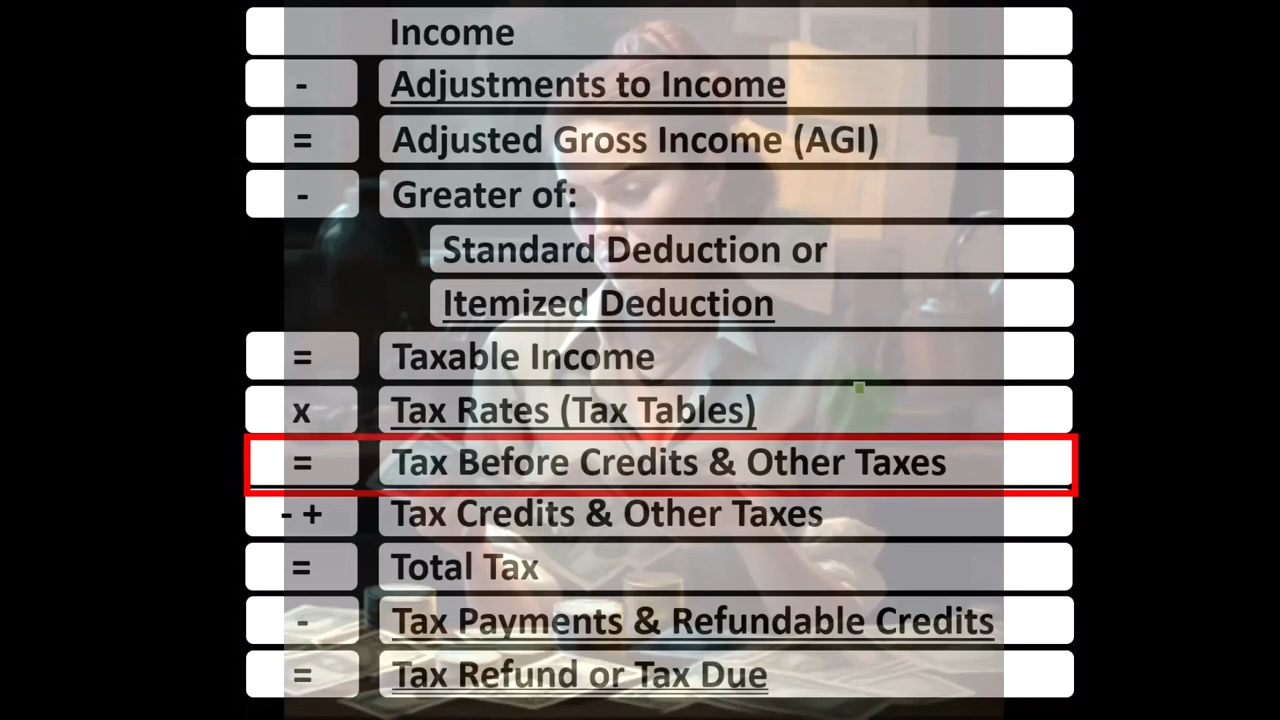 Income
- Adjustments to Income
= Adjusted Gross Income (AGI)
- Greater of:
Standard Deduction or
Itemized Deduction
= Taxable Income
x Tax Rates (Tax Tables)
= Tax Before Credits & Other Taxes
- + Tax Credits & Other Taxes
= Total Tax
- Tax Payments & Refundable Credits
= Tax Refund or Tax Due